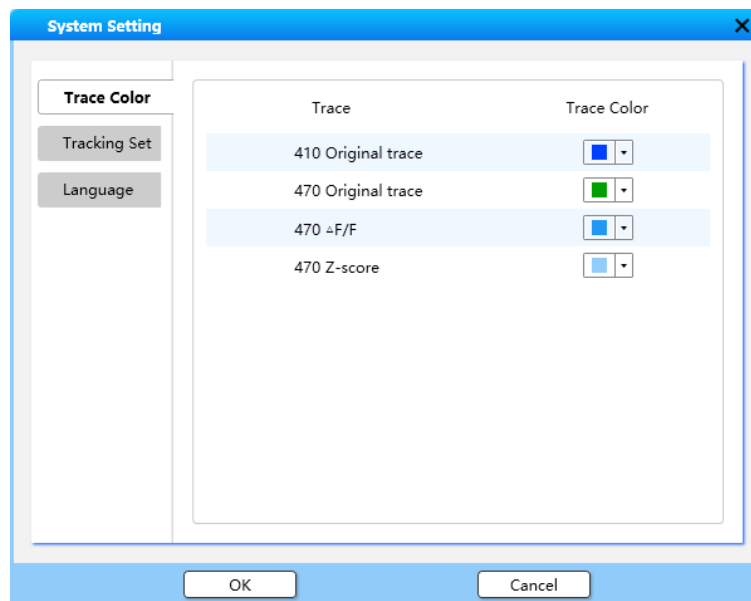 System Setting
Trace Color
Tracking Set
Language
Trace Trace Color
410 Original trace
470 Original trace
470 △F/F
470 Z-score
OK Cancel